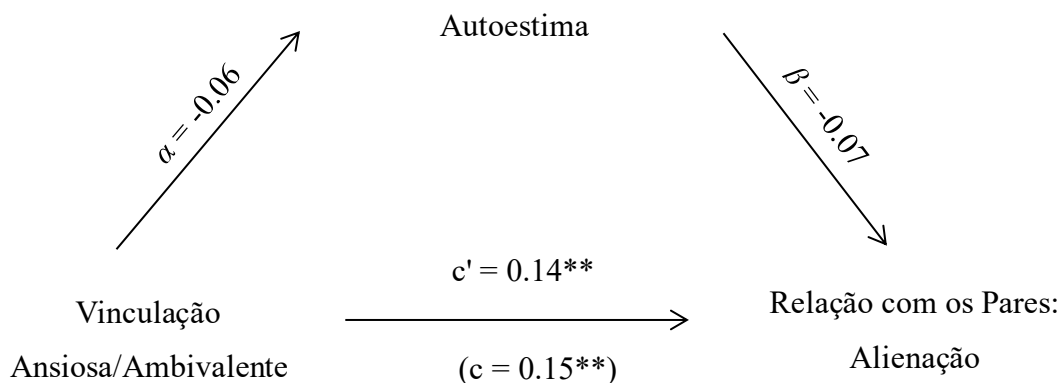 Autoestima
α = -0.06
β = -0.07
c' = 0.14**
Vinculação
Ansiosa/Ambivalente
(c = 0.15**)
Relação com os Pares:
Alienação